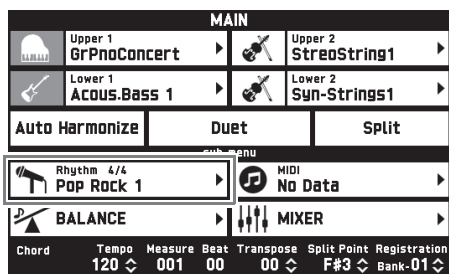 MAIN
Upper 1
GrPnoConcert
Upper 2
StreoString1
Lower 1
Acous.Bass 1
Lower 2
Syn-Strings1
Auto Harmonize
Duet
Split
sub menu
Rhythm 4/4
Pop Rock 1
MIDI
No Data
BALANCE
MIXER
Chord Tempo Measure Beat Transpose Split Point Registration
120 001 00 00 F#3 Bank-01